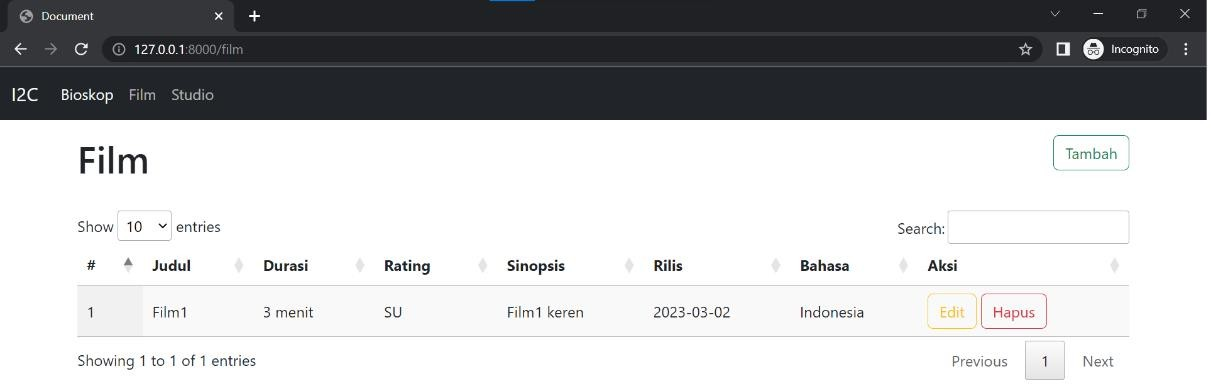 Document
127.0.0.1:8000/film
Incognito
I2C Bioskop Film Studio
Film
Tambah
Show 10 entries
Search:
# Judul Durasi Rating Sinopsis Rilis Bahasa Aksi
1 Film1 3 menit SU Film1 keren 2023-03-02 Indonesia Edit Hapus
Showing 1 to 1 of 1 entries
Previous 1 Next